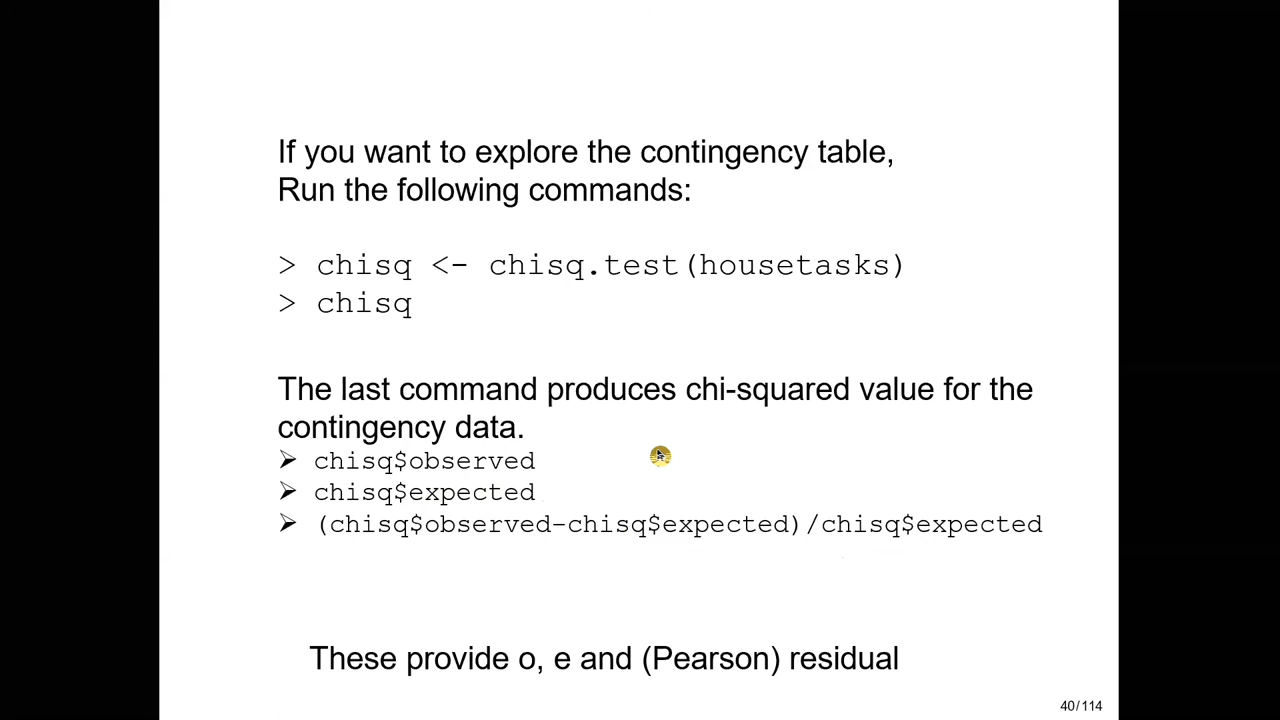 If you want to explore the contingency table,
Run the following commands:
> chisq <- chisq.test(housetasks)
> chisq
The last command produces chi-squared value for the
contingency data.
➢ chisq$observed
➢ chisq$expected
➢ (chisq$observed-chisq$expected)/chisq$expected
These provide o, e and (Pearson) residual
40/114